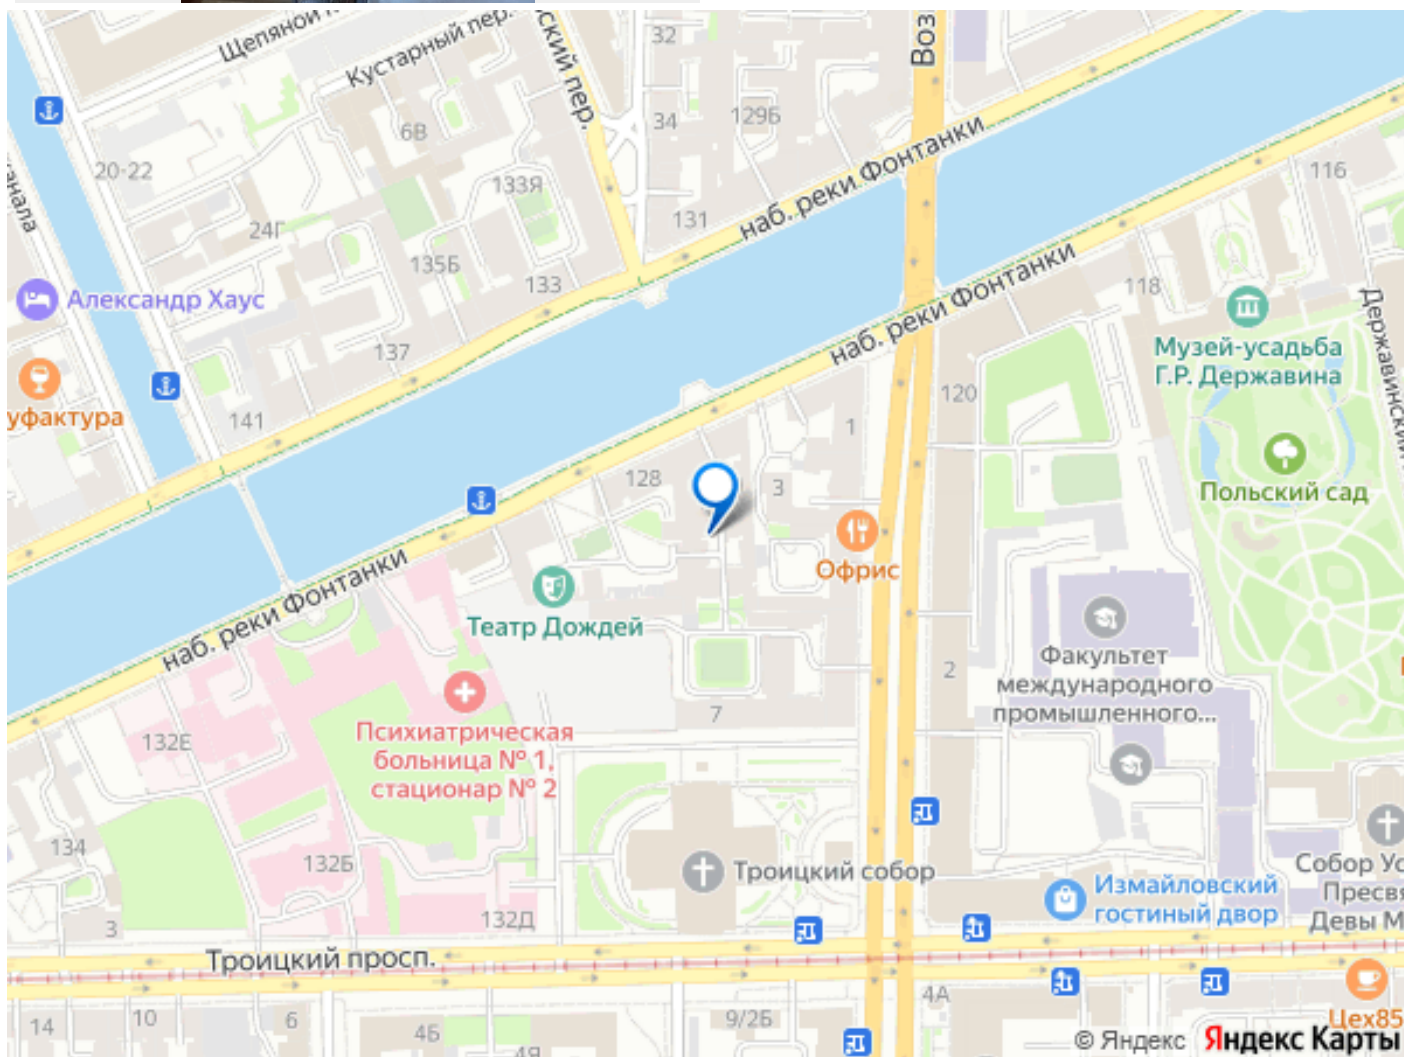 Щепяной
Кустарный пер.
ский пер.
32
Воз
6В
34
129Б
20-22
133Я
наб. реки Фонтанки
116
131
анала
24Г
135Б
наб. реки Фонтанки
133
118
Александр Хаус
Державинский
137
Музей-усадьба
Г.Р. Державина
уфактура
141
120
1
128
3
Польский сад
Офрис
наб. реки Фонтанки
Театр Дождей
Факультет
международного
промышленного...
2
7
132Е
Психиатрическая
больница № 1,
стационар № 2
134
132Б
Троицкий собор
Собор Ус
Пресвя
Девы М
Измайловский
гостиный двор
3
132Д
Троицкий просп.
4А
14
10
6
4Б
4Я
9/2Б
Цех85
© Яндекс Яндекс Карты